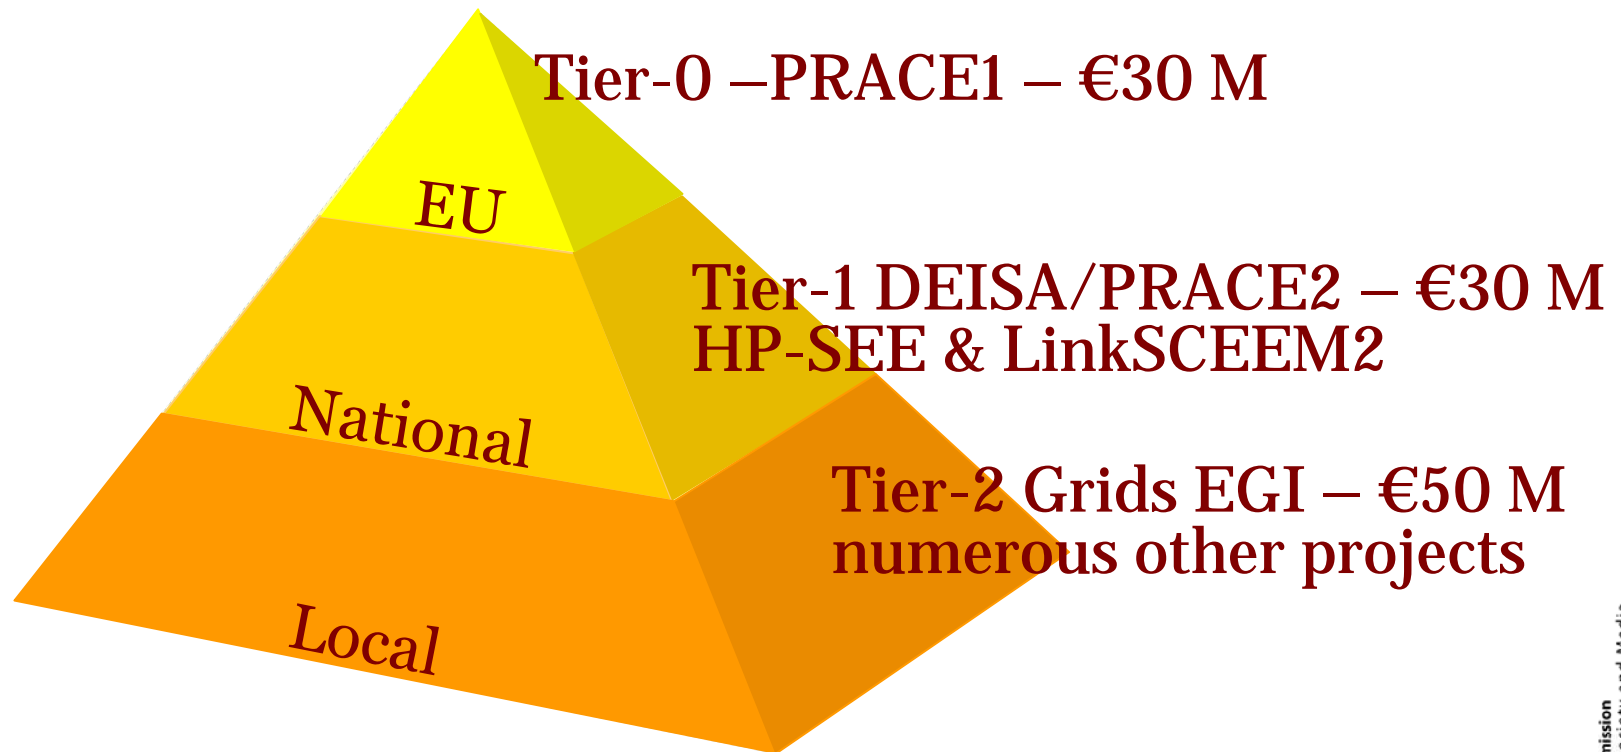 Tier-0 –PRACE1 – €30 M
EU
Tier-1 DEISA/PRACE2 – €30 M
HP-SEE & LinkSCEEM2
National
Tier-2 Grids EGI – €50 M
numerous other projects
Local